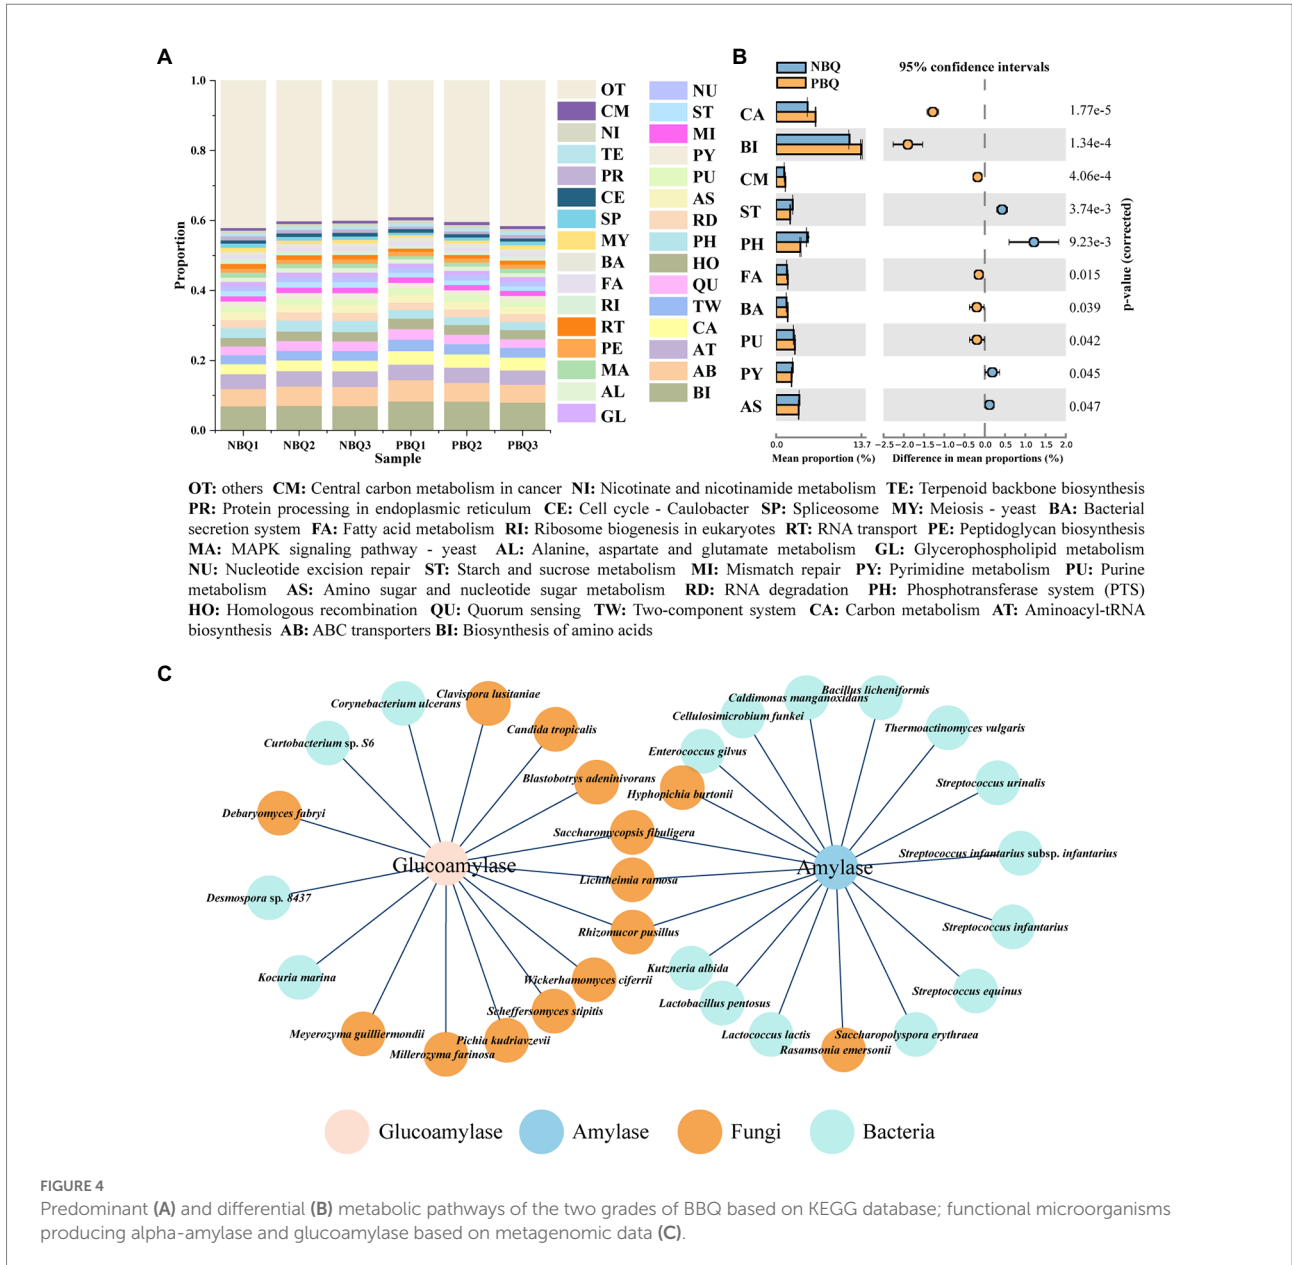 A
1.0
0.8
0.6
0.4
0.2
0.0
Proportion
NBQ1
NBQ2
NBQ3
PBQ1
PBQ2
PBQ3
Sample
OT
CM
NI
TE
PR
CE
SP
MY
BA
FA
RI
RT
PE
MA
AL
GL
NU
ST
MI
PY
PU
AS
RD
PH
HO
QU
TW
CA
AT
AB
BI
B
NBQ
PBQ
95% confidence intervals
CA
1.77e-5
BI
1.34e-4
CM
4.06e-4
ST
3.74e-3
PH
9.23e-3
FA
0.015
BA
0.039
PU
0.042
PY
0.045
AS
0.047
p-value (corrected)
0.0
13.7
Mean proportion (%)
−2.5 −2.0 −1.5 −1.0 −0.5 0.0 0.5 1.0 1.5 2.0
Difference in mean proportions (%)
OT: others CM: Central carbon metabolism in cancer NI: Nicotinate and nicotinamide metabolism TE: Terpenoid backbone biosynthesis
PR: Protein processing in endoplasmic reticulum CE: Cell cycle - Caulobacter SP: Spliceosome MY: Meiosis - yeast BA: Bacterial
secretion system FA: Fatty acid metabolism RI: Ribosome biogenesis in eukaryotes RT: RNA transport PE: Peptidoglycan biosynthesis
MA: MAPK signaling pathway - yeast AL: Alanine, aspartate and glutamate metabolism GL: Glycerophospholipid metabolism
NU: Nucleotide excision repair ST: Starch and sucrose metabolism MI: Mismatch repair PY: Pyrimidine metabolism PU: Purine
metabolism AS: Amino sugar and nucleotide sugar metabolism RD: RNA degradation PH: Phosphotransferase system (PTS)
HO: Homologous recombination QU: Quorum sensing TW: Two-component system CA: Carbon metabolism AT: Aminoacyl-tRNA
biosynthesis AB: ABC transporters BI: Biosynthesis of amino acids
C
Clavispora lusitaniae
Corynebacterium ulcerans
Candida tropicalis
Curtobacterium sp. S6
Blastobotrys adeninivorans
Debaryomyces fabryi
Saccharomycopsis fibuligera
Glucoamylase
Lichtheimia ramosa
Desmospora sp. 8437
Rhizomucor pusillus
Kocuria marina
Wickerhamomyces ciferrii
Scheffersomyces stipitis
Meyerozyma guilliermondii
Pichia kudriavzevii
Millerozyma farinosa
Bacillus licheniformis
Caldimonas manganoxidans
Cellulosimicrobium funkei
Thermoactinomyces vulgaris
Enterococcus gilvus
Streptococcus urinalis
Hyphopichia burtonii
Streptococcus infantarius subsp. infantarius
Amylase
Streptococcus infantarius
Kutzneria albida
Streptococcus equinus
Lactobacillus pentosus
Lactococcus lactis
Saccharopolyspora erythraea
Rasamsonia emersonii
Glucoamylase
Amylase
Fungi
Bacteria
FIGURE 4
Predominant (A) and differential (B) metabolic pathways of the two grades of BBQ based on KEGG database; functional microorganisms
producing alpha-amylase and glucoamylase based on metagenomic data (C).